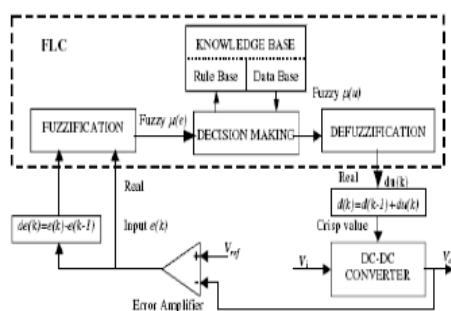 FLC
KNOWLEDGE BASE
Rule Base
Data Base
Fuzzy μ(u)
FUZZIFICATION
Fuzzy μ(e)
DECISION MAKING
DEFUZZIFICATION
Real
Real
du(k)
de(k)=e(k)-e(k-1)
Input e(k)
d(k)=d(k-1)+du(k)
Crisp value
Vref
+
-
Vi
DC-DC
CONVERTER
Error Amplifier